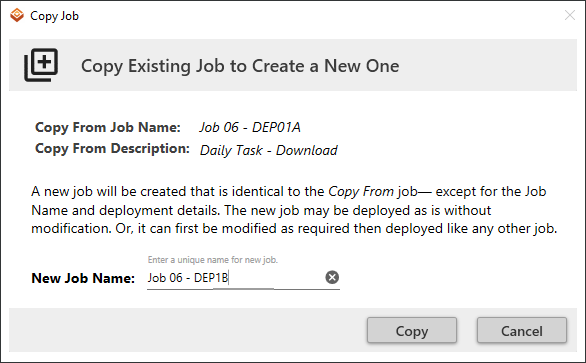 Copy Job
Copy Existing Job to Create a New One
Copy From Job Name: Job 06 - DEP01A
Copy From Description: Daily Task - Download
A new job will be created that is identical to the Copy From job— except for the Job
Name and deployment details. The new job may be deployed as is without
modification. Or, it can first be modified as required then deployed like any other job.
Enter a unique name for new job.
New Job Name: Job 06 - DEP1B
Copy Cancel